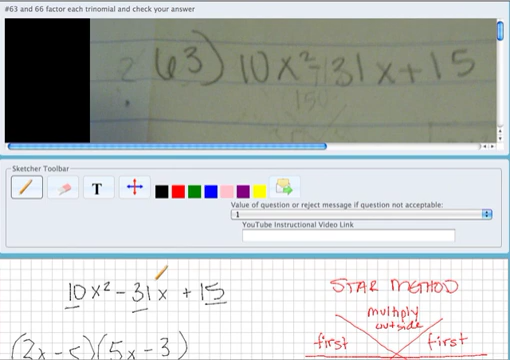 #63 and 66 factor each trinomial and check your answer
63) 10x²-31x+15
150
Sketcher Toolbar
T
Value of question or reject message if question not acceptable:
1
YouTube Instructional Video Link
10x² - 31x + 15
(2x - 5)(5x - 3)
STAR METHOD
multiply
outside
first first